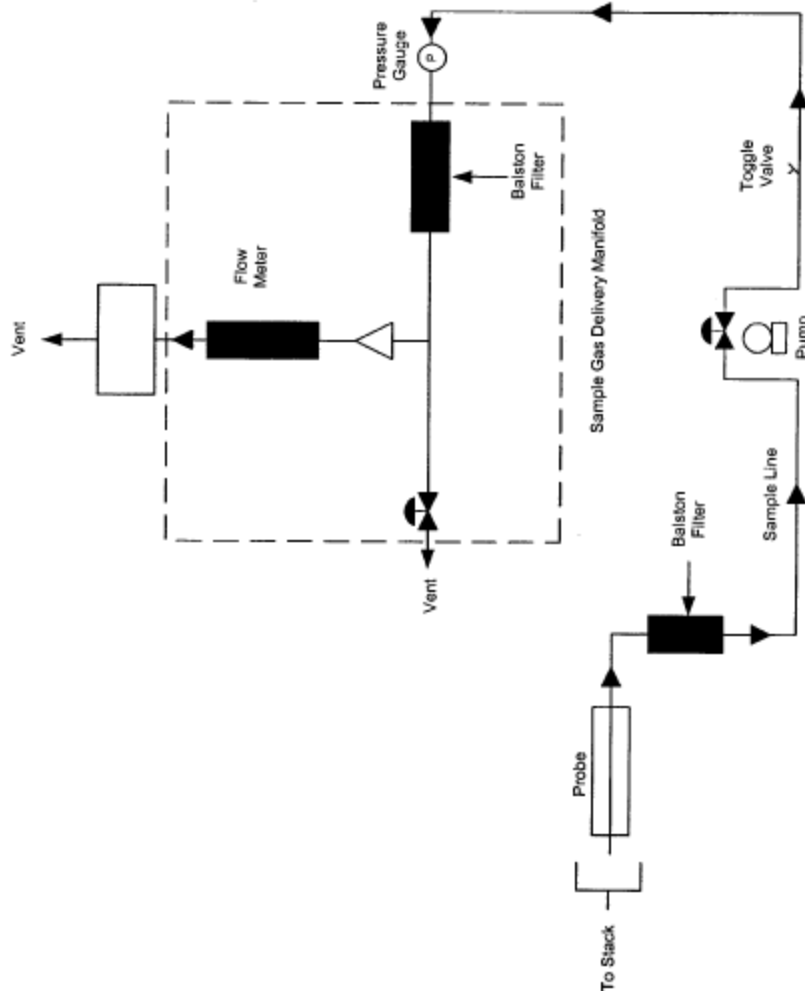 Vent
Flow
Meter
Pressure
Gauge
P
Balston
Filter
Vent
Sample Gas Delivery Manifold
Toggle
Valve
Pump
Sample Line
Balston
Filter
Probe
To Stack